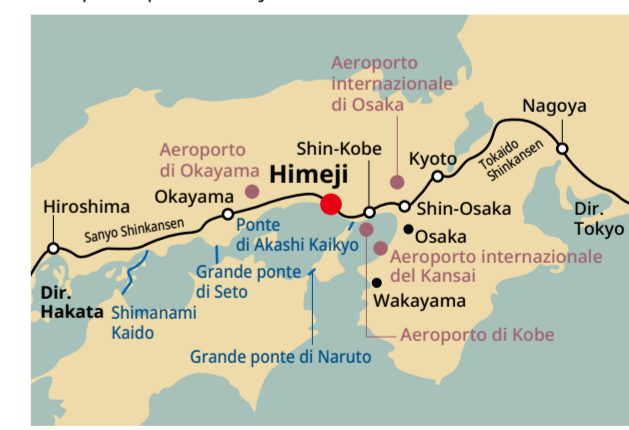 Aeroporto
internazionale
di Osaka
Nagoya
Aeroporto
di Okayama
Shin-Kobe
Kyoto
Tokaido
Shinkansen
Himeji
Okayama
Hiroshima
Sanyo Shinkansen
Shin-Osaka
Dir.
Tokyo
Ponte
di Akashi Kaikyo
Osaka
Aeroporto internazionale
del Kansai
Grande ponte
di Seto
Dir.
Hakata
Shimanami
Kaido
Wakayama
Aeroporto di Kobe
Grande ponte di Naruto